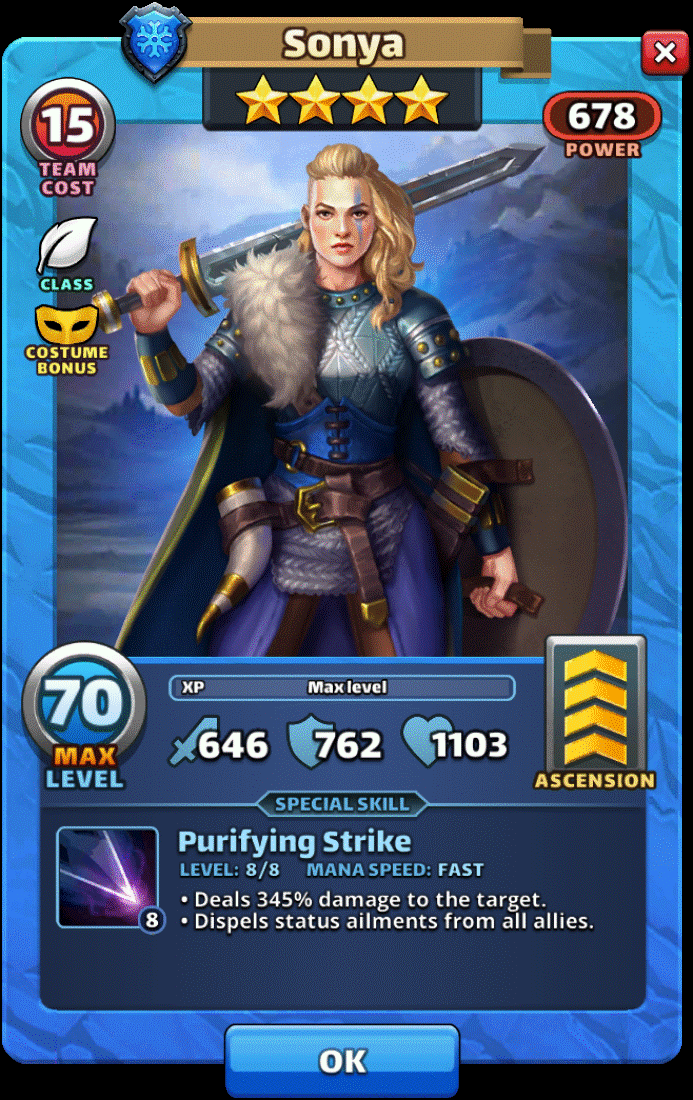 Sonya
15
TEAM
COST
678
POWER
CLASS
COSTUME
BONUS
70
MAX
LEVEL
XP Max level
646 762 1103
ASCENSION
SPECIAL SKILL
Purifying Strike
LEVEL: 8/8 MANA SPEED: FAST
8
• Deals 345% damage to the target.
• Dispels status ailments from all allies.
OK